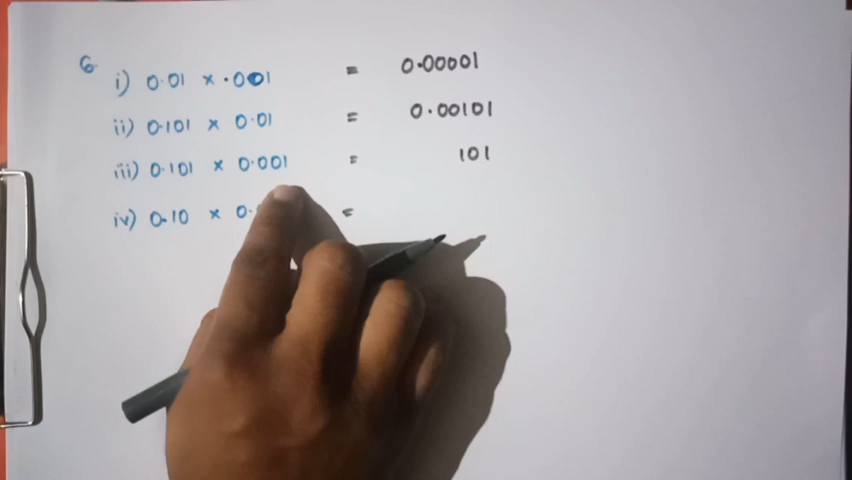 6.
i) 0.01 × .001 = 0.00001
ii) 0.101 × 0.01 = 0.00101
iii) 0.101 × 0.001 = 101
iv) 0.10 × 0. =